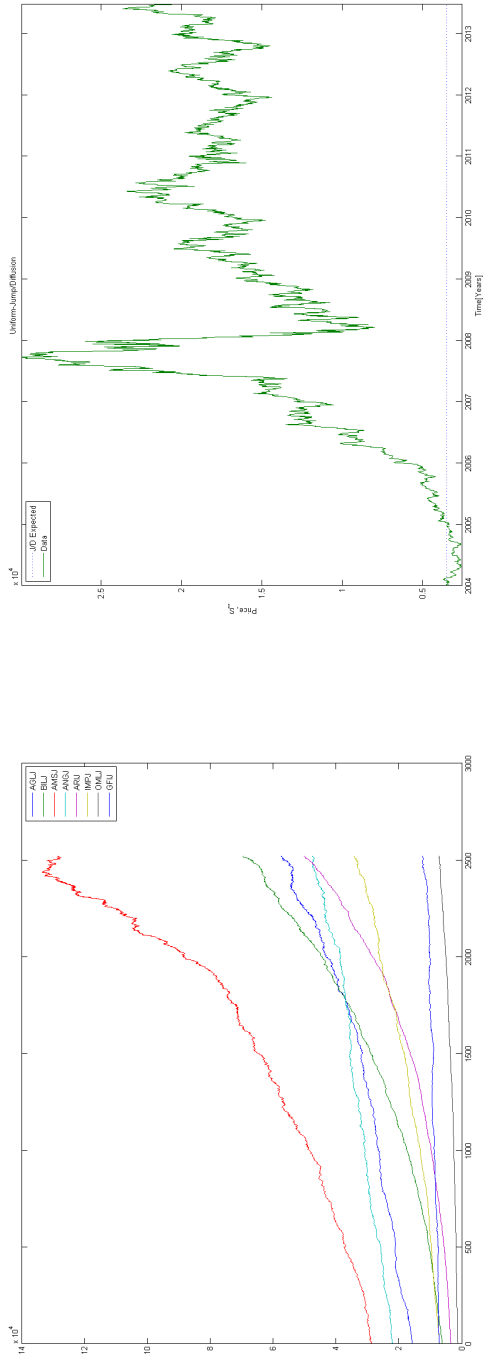 x 10^4
14
12
10
8
6
4
2
0
0 500 1000 1500 2000 2500 3000
AGLJ
BILJ
AMSJ
ANGJ
ARIJ
IMPJ
OMLJ
GFIJ
Uniform-Jump/Diffusion
x 10^4
J/D Expected
Data
2.5
2
1.5
1
0.5
Price, S_t
2004 2005 2006 2007 2008 2009 2010 2011 2012 2013
Time[Years]